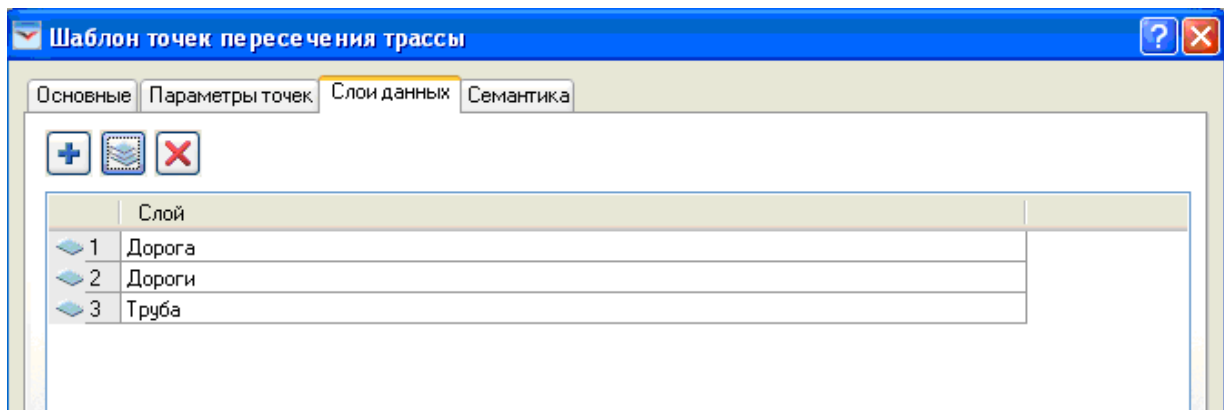 Шаблон точек пересечения трассы
Основные Параметры точек Слои данных Семантика
Слой
1 Дорога
2 Дороги
3 Труба